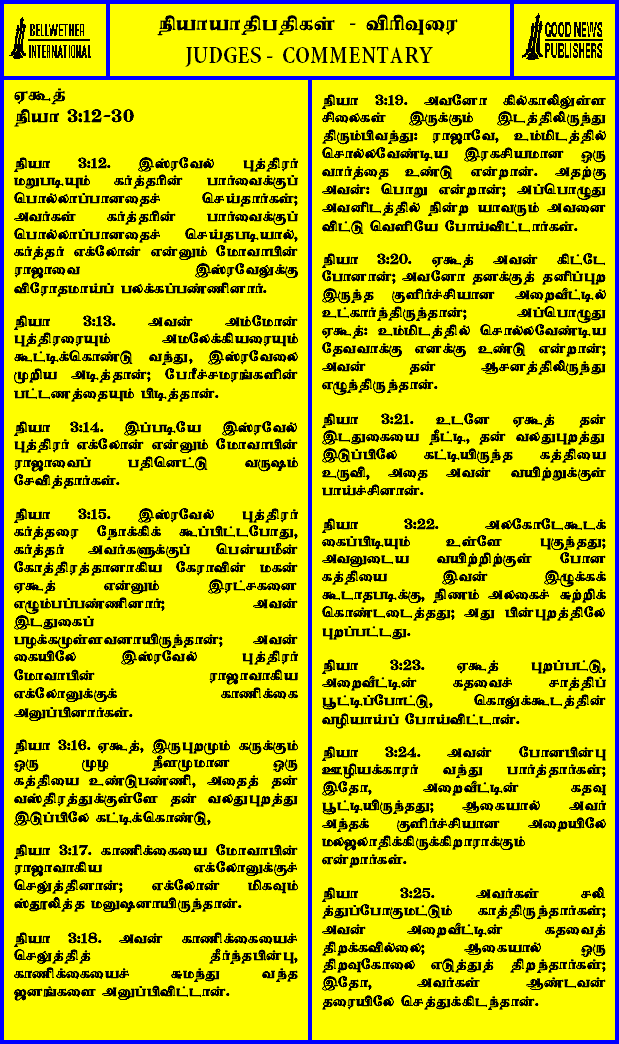 BELLWETHER
INTERNATIONAL
நியாயாதிபதிகள் - விரிவுரை
JUDGES - COMMENTARY
GOOD NEWS
PUBLISHERS
ஏகூத்
நியா 3:12-30
நியா 3:12. இஸ்ரவேல் புத்திரர்
மறுபடியும் கர்த்தரின் பார்வைக்குப்
பொல்லாப்பானதைச் செய்தார்கள்;
அவர்கள் கர்த்தரின் பார்வைக்குப்
பொல்லாப்பானதைச் செய்தபடியால்,
கர்த்தர் எக்லோன் என்னும் மோவாபின்
ராஜாவை இஸ்ரவேலுக்கு
விரோதமாய்ப் பலக்கப்பண்ணினார்.
நியா 3:13. அவன் அம்மோன்
புத்திரரையும் அமலேக்கியரையும்
கூட்டிக்கொண்டு வந்து, இஸ்ரவேலை
முறிய அடித்தான்; பேரீச்சமரங்களின்
பட்டணத்தையும் பிடித்தான்.
நியா 3:14. இப்படியே இஸ்ரவேல்
புத்திரர் எக்லோன் என்னும் மோவாபின்
ராஜாவைப் பதினெட்டு வருஷம்
சேவித்தார்கள்.
நியா 3:15. இஸ்ரவேல் புத்திரர்
கர்த்தரை நோக்கிக் கூப்பிட்டபோது,
கர்த்தர் அவர்களுக்குப் பென்யமீன்
கோத்திரத்தானாகிய கேராவின் மகன்
ஏகூத் என்னும் இரட்சகனை
எழும்பப்பண்ணினார்; அவன்
இடதுகைப்
பழக்கமுள்ளவனாயிருந்தான்; அவன்
கையிலே இஸ்ரவேல் புத்திரர்
மோவாபின் ராஜாவாகிய
எக்லோனுக்குக் காணிக்கை
அனுப்பினார்கள்.
நியா 3:16. ஏகூத், இருபுறமும் கருக்கும்
ஒரு முழ நீளமுமான ஒரு
கத்தியை உண்டுபண்ணி, அதைத் தன்
வஸ்திரத்துக்குள்ளே தன் வலதுபுறத்து
இடுப்பிலே கட்டிக்கொண்டு,
நியா 3:17. காணிக்கையை மோவாபின்
ராஜாவாகிய எக்லோனுக்குச்
செலுத்தினான்; எக்லோன் மிகவும்
ஸ்தூலித்த மனுஷனாயிருந்தான்.
நியா 3:18. அவன் காணிக்கையைச்
செலுத்தித் தீர்ந்தபின்பு,
காணிக்கையைச் சுமந்து வந்த
ஜனங்களை அனுப்பிவிட்டான்.
நியா 3:19. அவனோ கில்காலிலுள்ள
சிலைகள் இருக்கும் இடத்திலிருந்து
திரும்பிவந்து: ராஜாவே, உம்மிடத்தில்
சொல்லவேண்டிய இரகசியமான ஒரு
வார்த்தை உண்டு என்றான். அதற்கு
அவன்: பொறு என்றான்; அப்பொழுது
அவனிடத்தில் நின்ற யாவரும் அவனை
விட்டு வெளியே போய்விட்டார்கள்.
நியா 3:20. ஏகூத் அவன் கிட்டே
போனான்; அவனோ தனக்குத் தனிப்புற
இருந்த குளிர்ச்சியான அறைவீட்டில்
உட்கார்ந்திருந்தான்; அப்பொழுது
ஏகூத்: உம்மிடத்தில் சொல்லவேண்டிய
தேவவாக்கு எனக்கு உண்டு என்றான்;
அவன் தன் ஆசனத்திலிருந்து
எழுந்திருந்தான்.
நியா 3:21. உடனே ஏகூத் தன்
இடதுகையை நீட்டி, தன் வலதுபுறத்து
இடுப்பிலே கட்டியிருந்த கத்தியை
உருவி, அதை அவன் வயிற்றுக்குள்
பாய்ச்சினான்.
நியா 3:22. அலகோடேகூடக்
கைப்பிடியும் உள்ளே புகுந்தது;
அவனுடைய வயிற்றிற்குள் போன
கத்தியை இவன் இழுக்கக்
கூடாதபடிக்கு, நிணம் அலகைச் சுற்றிக்
கொண்டடைத்தது; அது பின்புறத்திலே
புறப்பட்டது.
நியா 3:23. ஏகூத் புறப்பட்டு,
அறைவீட்டின் கதவைச் சாத்திப்
பூட்டிப்போட்டு, கொலுக்கூடத்தின்
வழியாய்ப் போய்விட்டான்.
நியா 3:24. அவன் போனபின்பு
ஊழியக்காரர் வந்து பார்த்தார்கள்;
இதோ, அறைவீட்டின் கதவு
பூட்டியிருந்தது; ஆகையால் அவர்
அந்தக் குளிர்ச்சியான அறையிலே
மலஜலாதிக்கிருக்கிறாராக்கும்
என்றார்கள்.
நியா 3:25. அவர்கள் சலி
த்துப்போகுமட்டும் காத்திருந்தார்கள்;
அவன் அறைவீட்டின் கதவைத்
திறக்கவில்லை; ஆகையால் ஒரு
திறவுகோலை எடுத்துத் திறந்தார்கள்;
இதோ, அவர்கள் ஆண்டவன்
தரையிலே செத்துக்கிடந்தான்.